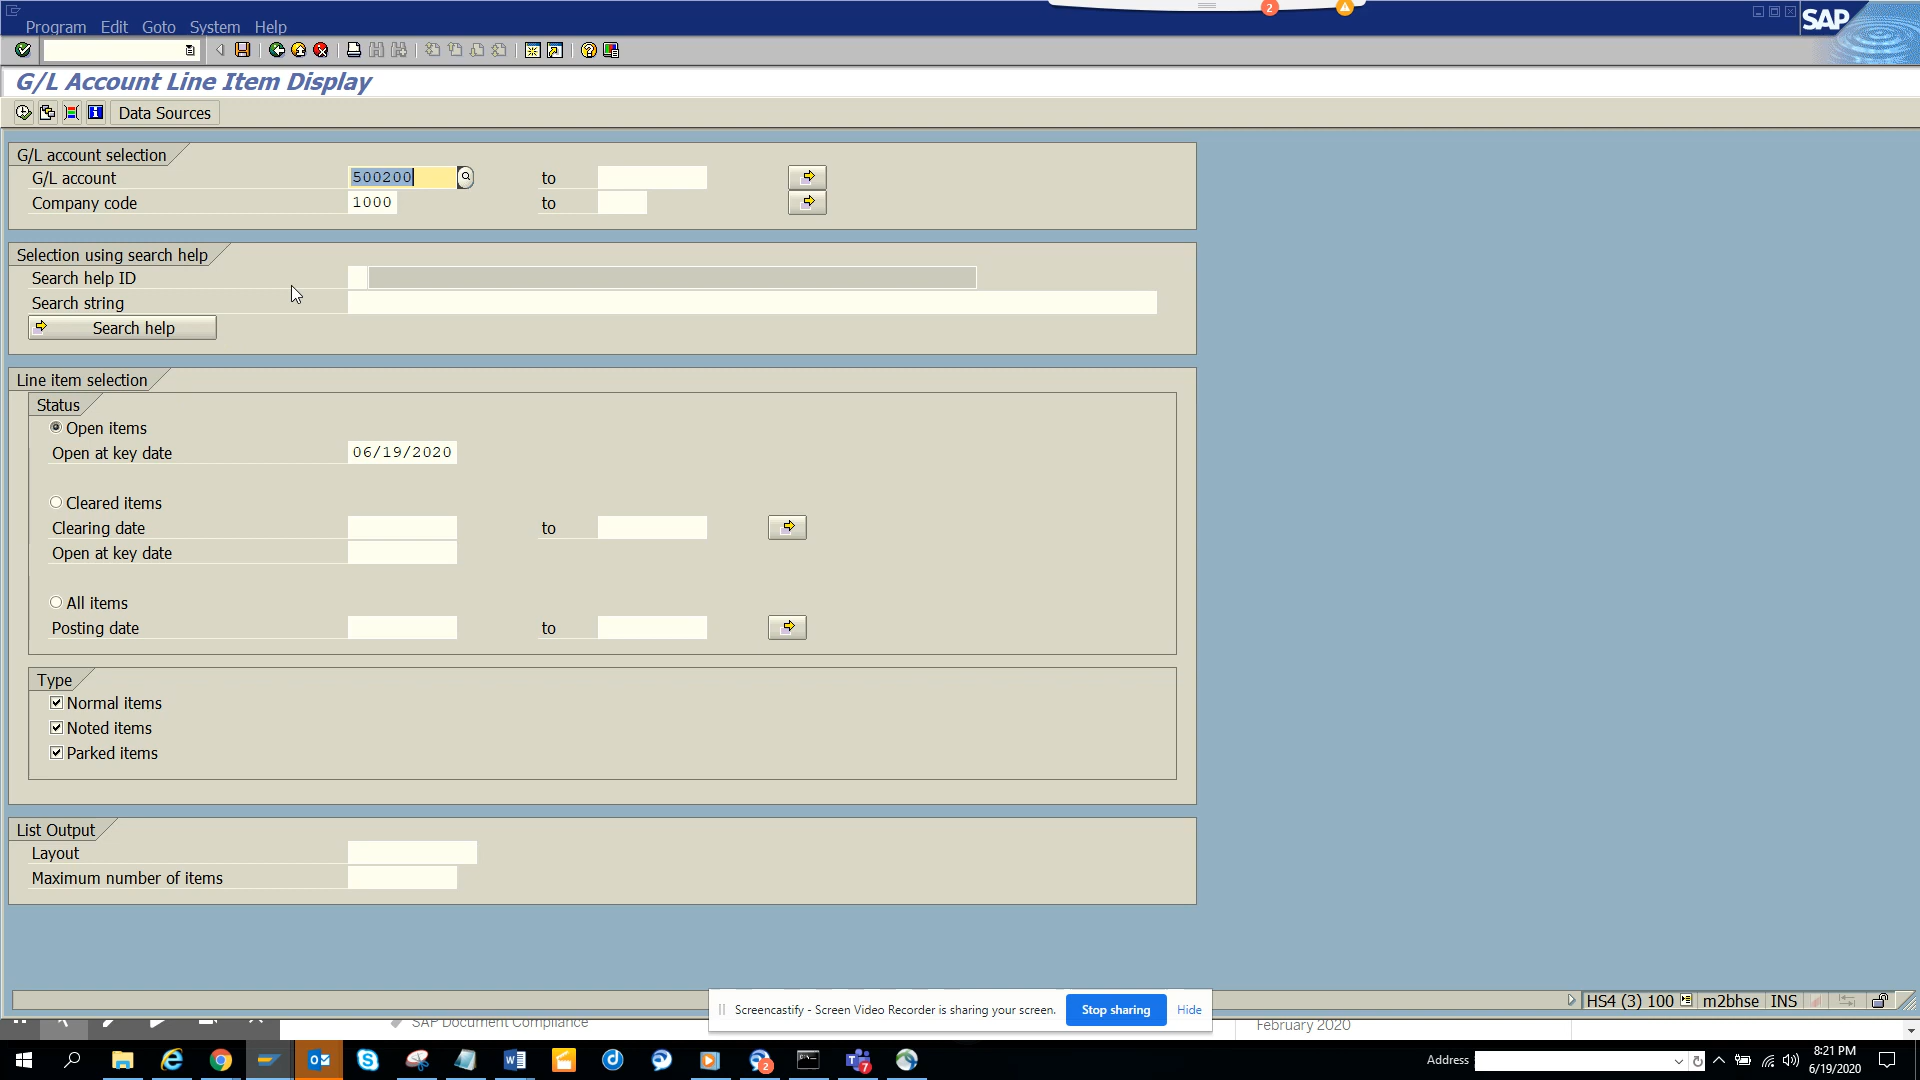 Program Edit Goto System Help
SAP
2
G/L Account Line Item Display
Data Sources
G/L account selection
G/L account 500200 to
Company code 1000 to
Selection using search help
Search help ID
Search string
Search help
Line item selection
Status
Open items
Open at key date 06/19/2020
Cleared items
Clearing date to
Open at key date
All items
Posting date to
Type
Normal items
Noted items
Parked items
List Output
Layout
Maximum number of items
HS4 (3) 100 m2bhse INS
Screencastify - Screen Video Recorder is sharing your screen. Stop sharing Hide
SAP Document Compliance
February 2020
Address
2
7
8:21 PM
6/19/2020